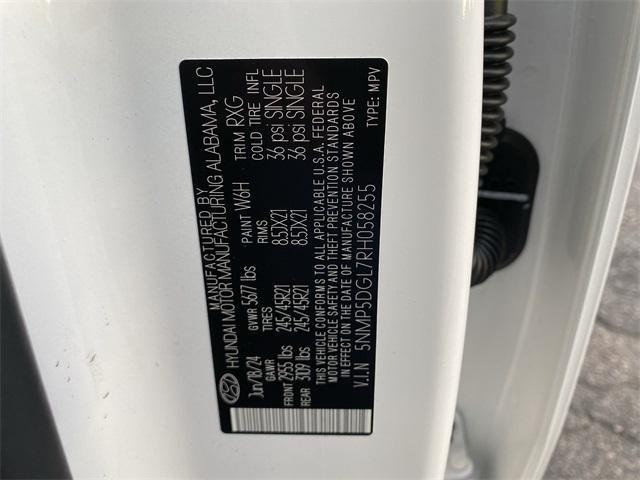 MANUFACTURED BY
HYUNDAI MOTOR MANUFACTURING ALABAMA, LLC
Jun/18/24 GVWR 5677 lbs PAINT W6H TRIM RXG
GAWR TIRES RIMS COLD TIRE INFL
FRONT 2955 lbs 245/45R21 8.5JX21 36 psi SINGLE
REAR 3109 lbs 245/45R21 8.5JX21 36 psi SINGLE
THIS VEHICLE CONFORMS TO ALL APPLICABLE U.S.A. FEDERAL
MOTOR VEHICLE SAFETY AND THEFT PREVENTION STANDARDS
IN EFFECT ON THE DATE OF MANUFACTURE SHOWN ABOVE
V.I.N 5NMP5DGL7RH058255 TYPE: MPV